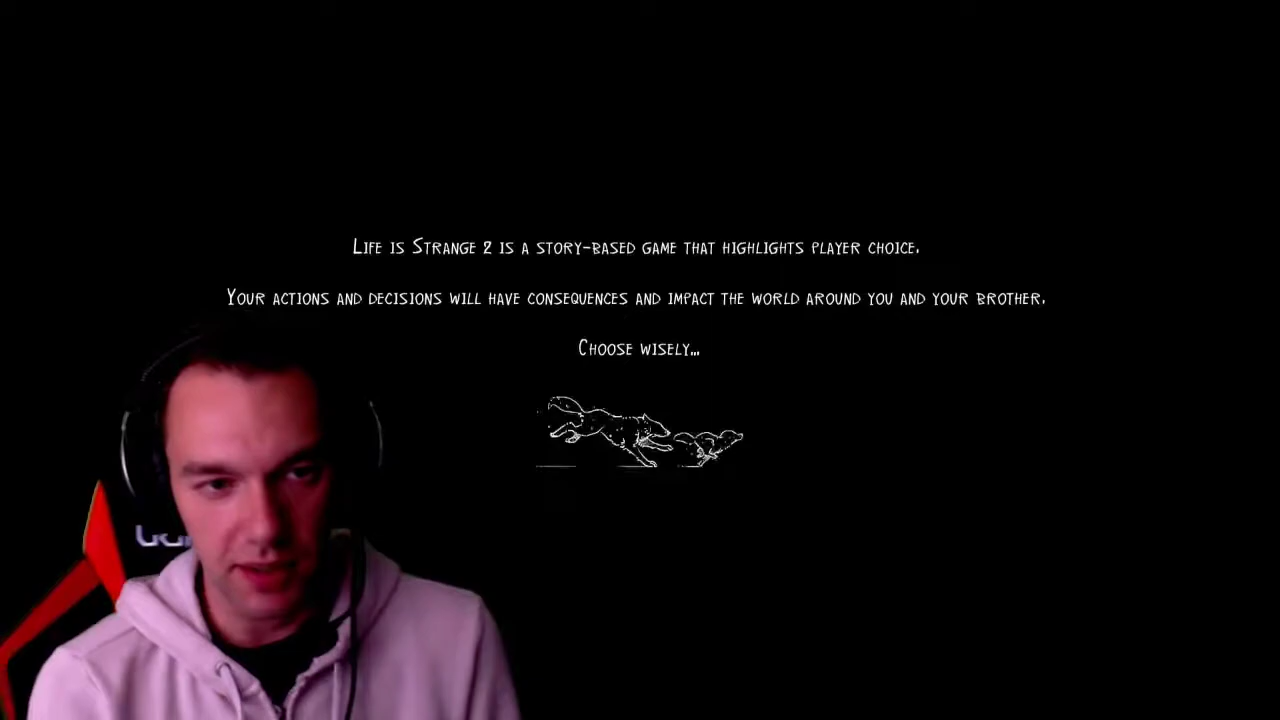 Life is Strange 2 is a story-based game that highlights player choice.
Your actions and decisions will have consequences and impact the world around you and your brother.
Choose wisely...